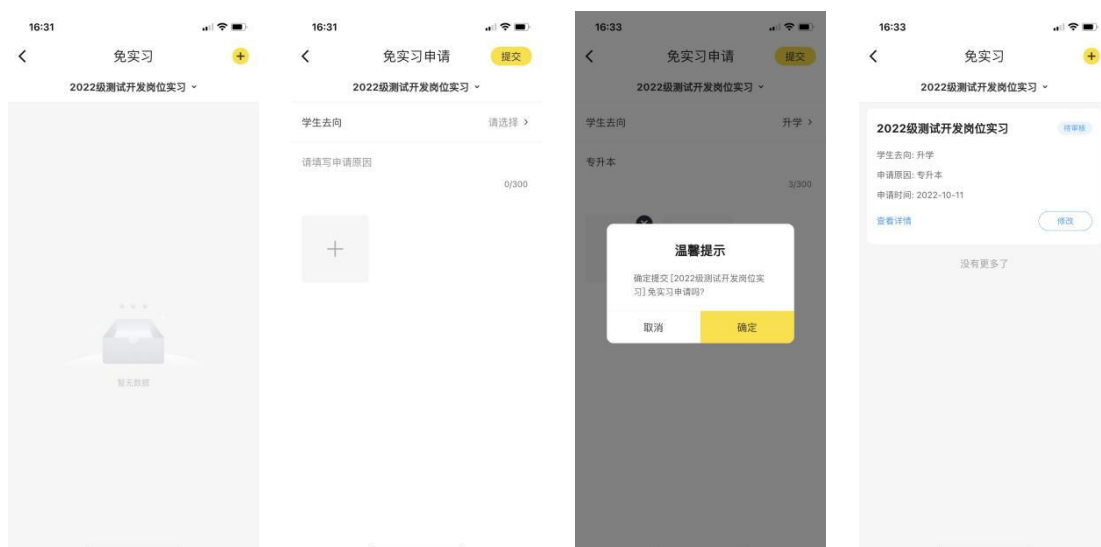 16:31
免实习
2022级测试开发岗位实习
暂无数据
16:31
免实习申请
提交
2022级测试开发岗位实习
学生去向
请选择
请填写申请原因
0/300
16:33
免实习申请
提交
2022级测试开发岗位实习
学生去向
升学
专升本
3/300
温馨提示
确定提交[2022级测试开发岗位实
习]免实习申请吗?
取消
确定
16:33
免实习
2022级测试开发岗位实习
2022级测试开发岗位实习
待审核
学生去向: 升学
申请原因: 专升本
申请时间: 2022-10-11
查看详情
修改
没有更多了